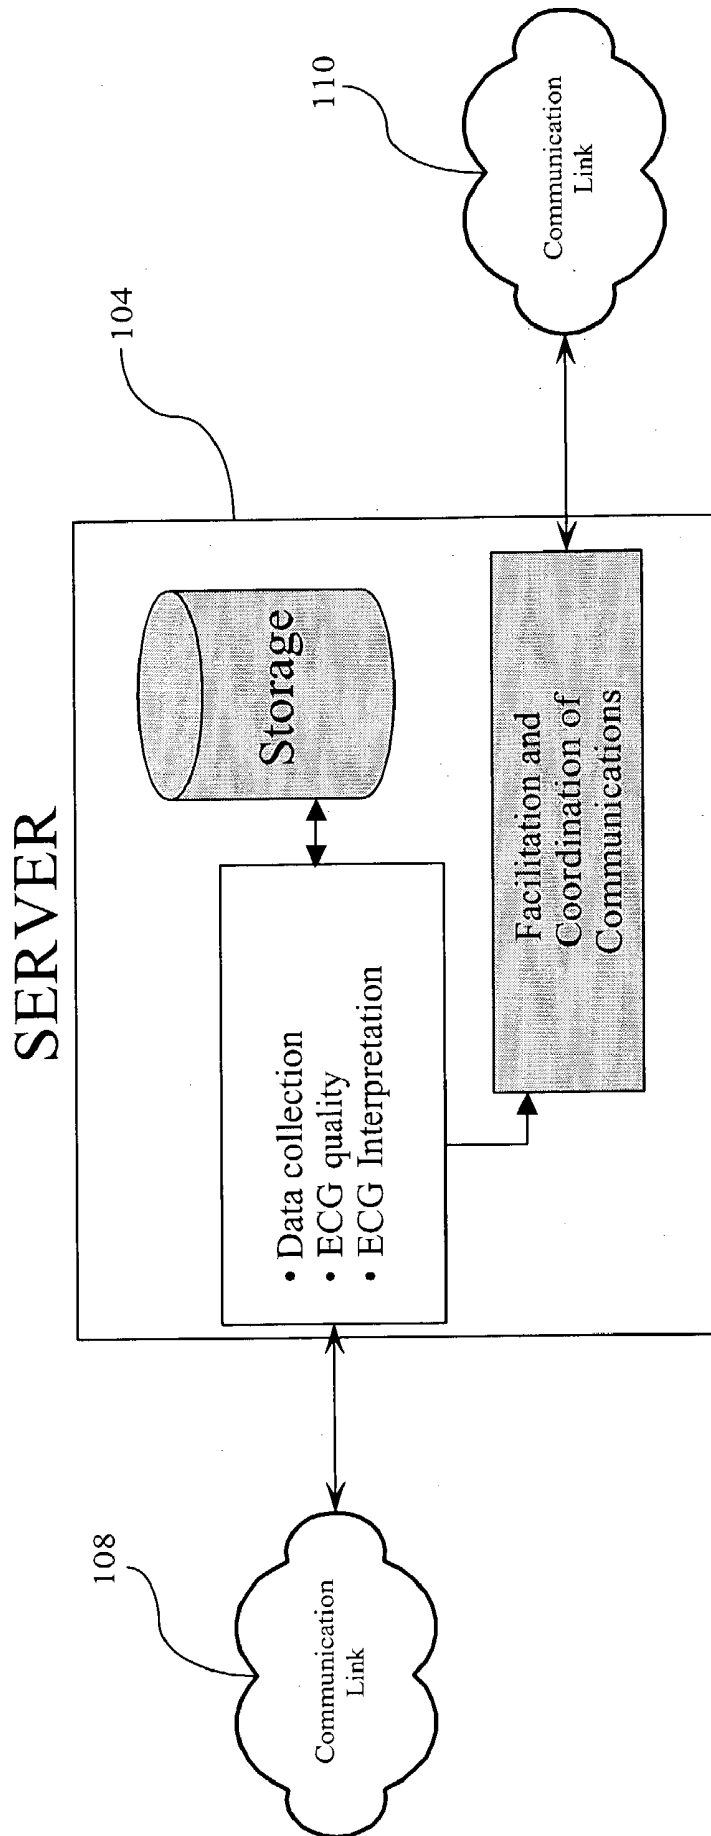 SERVER
104
110
108
Communication
Link
• Data collection
• ECG quality
• ECG Interpretation
Storage
Facilitation and
Coordination of
Communications
Communication
Link